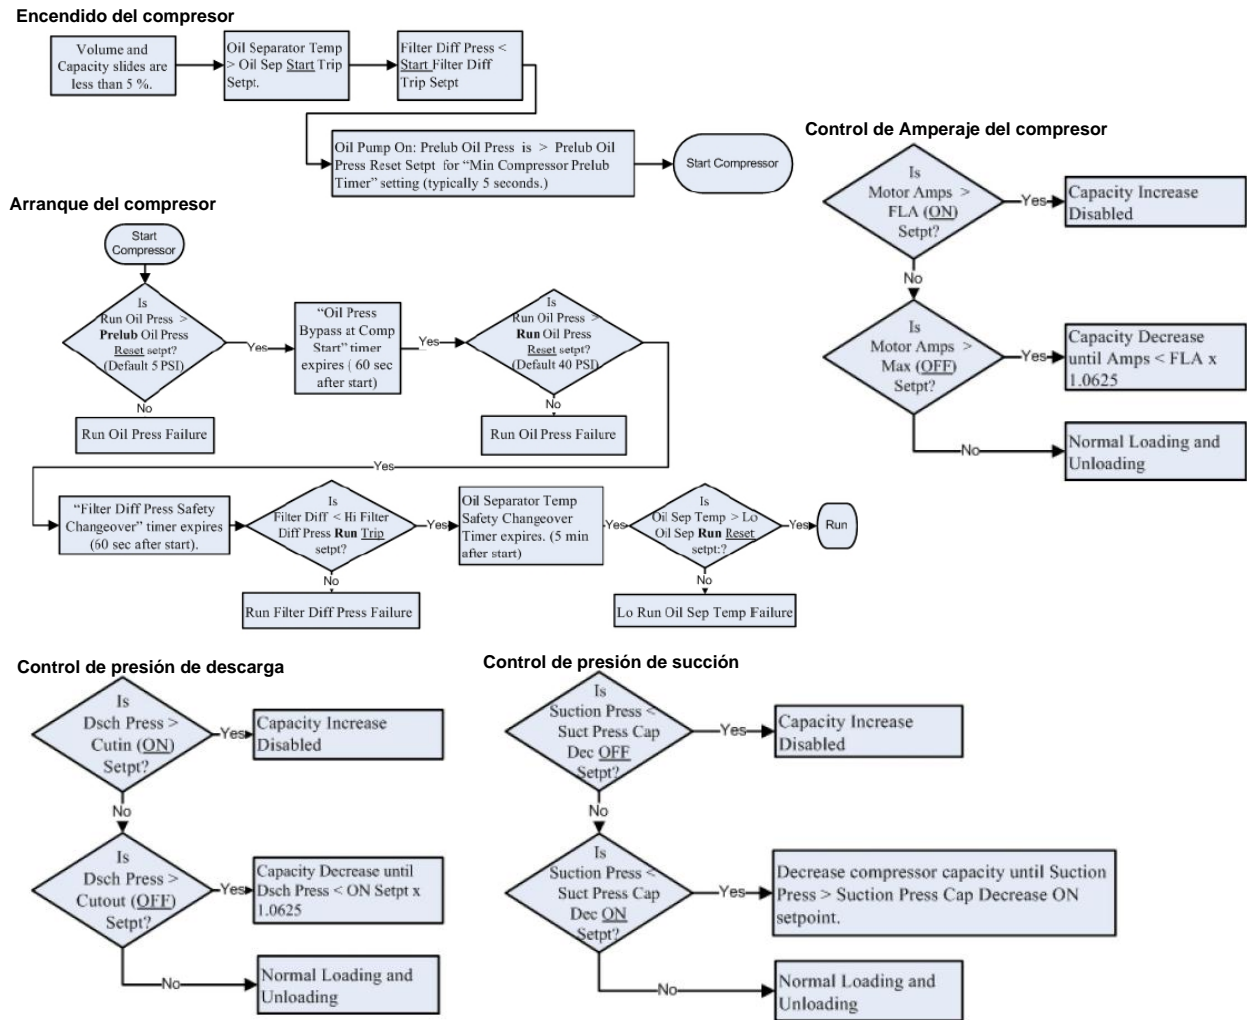 Encendido del compresor
Volume and
Capacity slides are
less than 5 %.
Oil Separator Temp
> Oil Sep Start Trip
Setpt.
Filter Diff Press <
Start Filter Diff
Trip Setpt
Oil Pump On: Prelub Oil Press is > Prelub Oil
Press Reset Setpt for “Min Compressor Prelub
Timer” setting (typically 5 seconds.)
Start Compressor
Control de Amperaje del compresor
Is
Motor Amps >
FLA (ON)
Setpt?
Yes
Capacity Increase
Disabled
No
Is
Motor Amps >
Max (OFF)
Setpt?
Yes
Capacity Decrease
until Amps < FLA x
1.0625
No
Normal Loading and
Unloading
Arranque del compresor
Start
Compressor
Is
Run Oil Press >
Prelub Oil Press
Reset setpt?
(Default 5 PSI)
Yes
No
Run Oil Press Failure
“Oil Press
Bypass at Comp
Start” timer
expires ( 60 sec
after start)
Yes
Is
Run Oil Press >
Run Oil Press
Reset setpt?
(Default 40 PSI)
No
Run Oil Press Failure
Yes
“Filter Diff Press Safety
Changeover” timer expires
(60 sec after start).
Is
Filter Diff < Hi Filter
Diff Press Run Trip
setpt?
Yes
No
Run Filter Diff Press Failure
Oil Separator Temp
Safety Changeover
Timer expires. (5 min
after start)
Yes
Is
Oil Sep Temp > Lo
Oil Sep Run Reset
setpt:?
Yes
Run
No
Lo Run Oil Sep Temp Failure
Control de presión de descarga
Is
Dsch Press >
Cutin (ON)
Setpt?
Yes
Capacity Increase
Disabled
No
Is
Dsch Press >
Cutout (OFF)
Setpt?
Yes
Capacity Decrease until
Dsch Press < ON Setpt x
1.0625
No
Normal Loading and
Unloading
Control de presión de succión
Is
Suction Press <
Suct Press Cap
Dec OFF
Setpt?
Yes
Capacity Increase
Disabled
No
Is
Suction Press <
Suct Press Cap
Dec ON
Setpt?
Yes
Decrease compressor capacity until Suction
Press > Suction Press Cap Decrease ON
setpoint.
No
Normal Loading and
Unloading